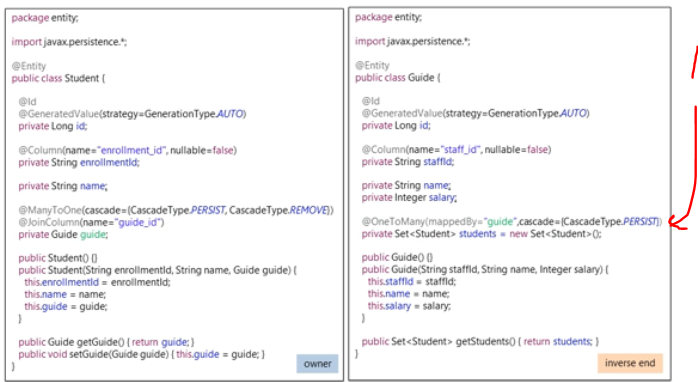 package entity;
import javax.persistence.*;
@Entity
public class Student {
@Id
@GeneratedValue(strategy=GenerationType.AUTO)
private Long id;
@Column(name="enrollment_id", nullable=false)
private String enrollmentId;
private String name;
@ManyToOne(cascade={CascadeType.PERSIST, CascadeType.REMOVE})
@JoinColumn(name="guide_id")
private Guide guide;
public Student() {}
public Student(String enrollmentId, String name, Guide guide) {
this.enrollmentId = enrollmentId;
this.name = name;
this.guide = guide;
}
public Guide getGuide() { return guide; }
public void setGuide(Guide guide) { this.guide = guide; }
}
owner
package entity;
import javax.persistence.*;
@Entity
public class Guide {
@Id
@GeneratedValue(strategy=GenerationType.AUTO)
private Long id;
@Column(name="staff_id", nullable=false)
private String staffId;
private String name;
private Integer salary;
@OneToMany(mappedBy="guide",cascade={CascadeType.PERSIST})
private Set<Student> students = new Set<Student>();
public Guide() {}
public Guide(String staffId, String name, Integer salary) {
this.staffId = staffId;
this.name = name;
this.salary = salary;
}
public Set<Student> getStudents() { return students; }
}
inverse end